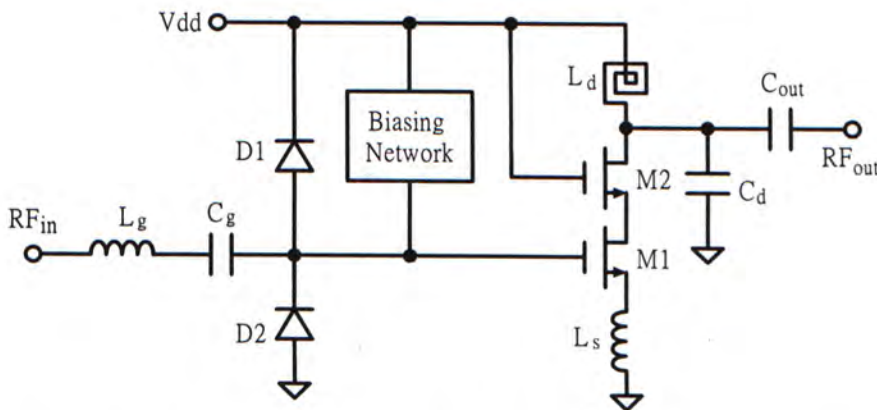 Vdd
Ld
Cout
D1
Biasing
Network
RFout
M2
Cd
RFin
Lg
Cg
M1
D2
Ls